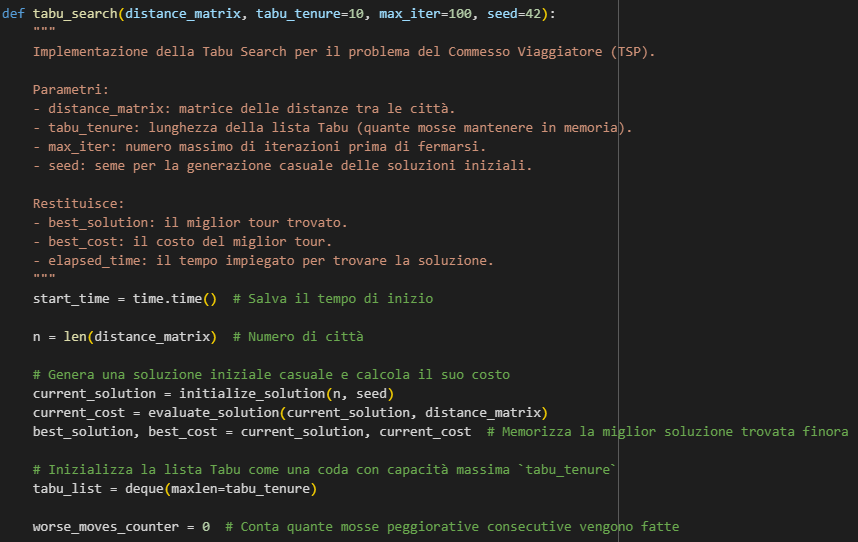 def tabu_search(distance_matrix, tabu_tenure=10, max_iter=100, seed=42):
"""
Implementazione della Tabu Search per il problema del Commesso Viaggiatore (TSP).
Parametri:
- distance_matrix: matrice delle distanze tra le città.
- tabu_tenure: lunghezza della lista Tabu (quante mosse mantenere in memoria).
- max_iter: numero massimo di iterazioni prima di fermarsi.
- seed: seme per la generazione casuale delle soluzioni iniziali.
Restituisce:
- best_solution: il miglior tour trovato.
- best_cost: il costo del miglior tour.
- elapsed_time: il tempo impiegato per trovare la soluzione.
"""
start_time = time.time()  # Salva il tempo di inizio
n = len(distance_matrix)  # Numero di città
# Genera una soluzione iniziale casuale e calcola il suo costo
current_solution = initialize_solution(n, seed)
current_cost = evaluate_solution(current_solution, distance_matrix)
best_solution, best_cost = current_solution, current_cost  # Memorizza la miglior soluzione trovata finora
# Inizializza la lista Tabu come una coda con capacità massima `tabu_tenure`
tabu_list = deque(maxlen=tabu_tenure)
worse_moves_counter = 0  # Conta quante mosse peggiorative consecutive vengono fatte